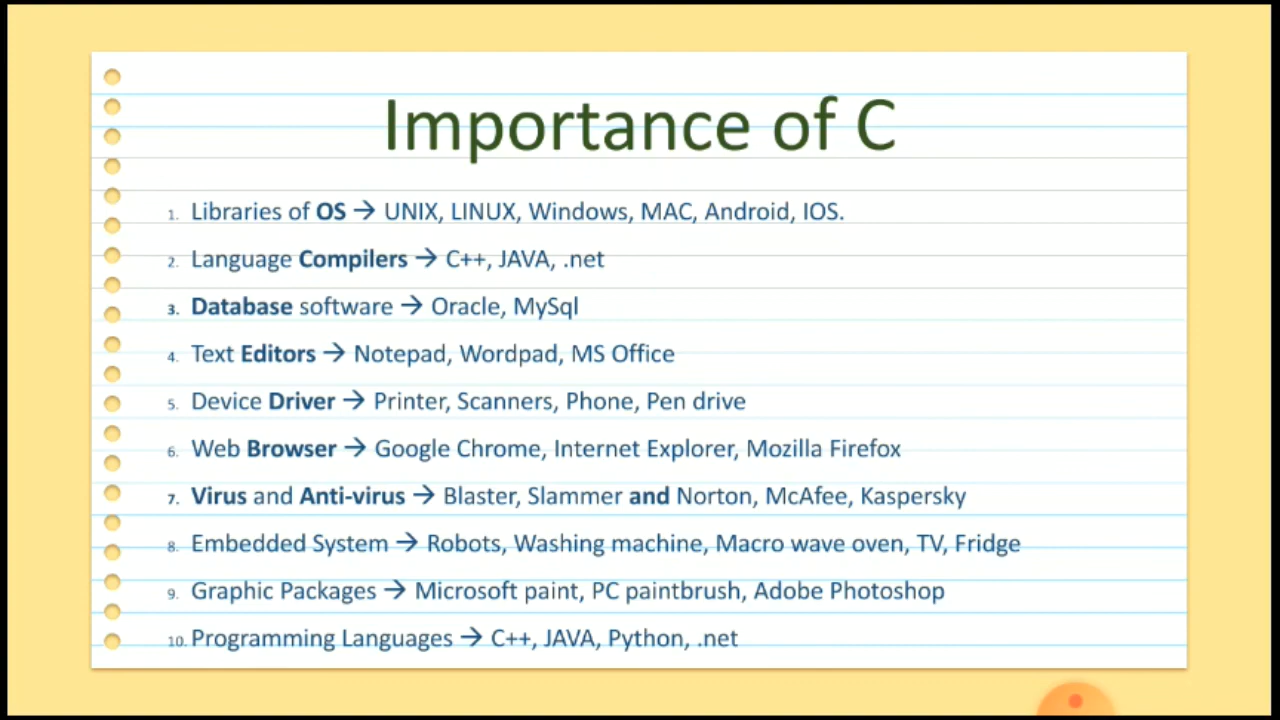 Importance of C
1. Libraries of OS → UNIX, LINUX, Windows, MAC, Android, IOS.
2. Language Compilers → C++, JAVA, .net
3. Database software → Oracle, MySql
4. Text Editors → Notepad, Wordpad, MS Office
5. Device Driver → Printer, Scanners, Phone, Pen drive
6. Web Browser → Google Chrome, Internet Explorer, Mozilla Firefox
7. Virus and Anti-virus → Blaster, Slammer and Norton, McAfee, Kaspersky
8. Embedded System → Robots, Washing machine, Macro wave oven, TV, Fridge
9. Graphic Packages → Microsoft paint, PC paintbrush, Adobe Photoshop
10. Programming Languages → C++, JAVA, Python, .net